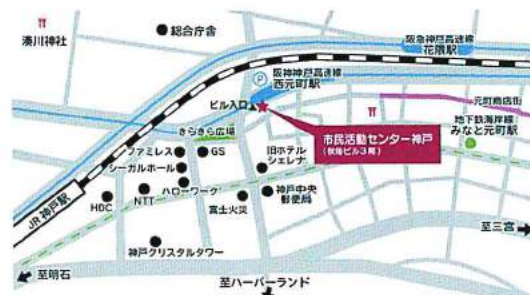 湊川神社
総合庁舎
阪急神戸高速線
花隈駅
阪神神戸高速線
西元町駅
P
ビル入口
元町商店街
地下鉄海岸線
みなと元町駅
市民活動センター神戸
(秋毎ビル3階)
きらきら広場
ファミレス
GS
シーガルホール
旧ホテル
シェレナ
ハローワーク
神戸中央
郵便局
JR 神戸駅
HDC
NTT
富士火災
神戸クリスタルタワー
至三宮
至明石
至ハーバーランド